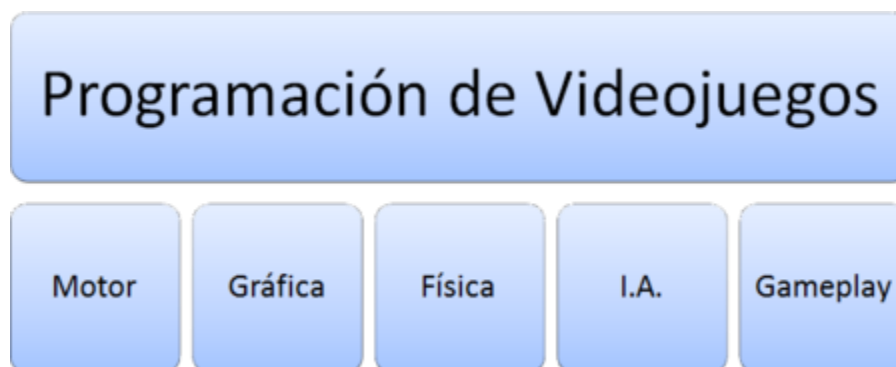 Programación de Videojuegos
Motor
Gráfica
Física
I.A.
Gameplay